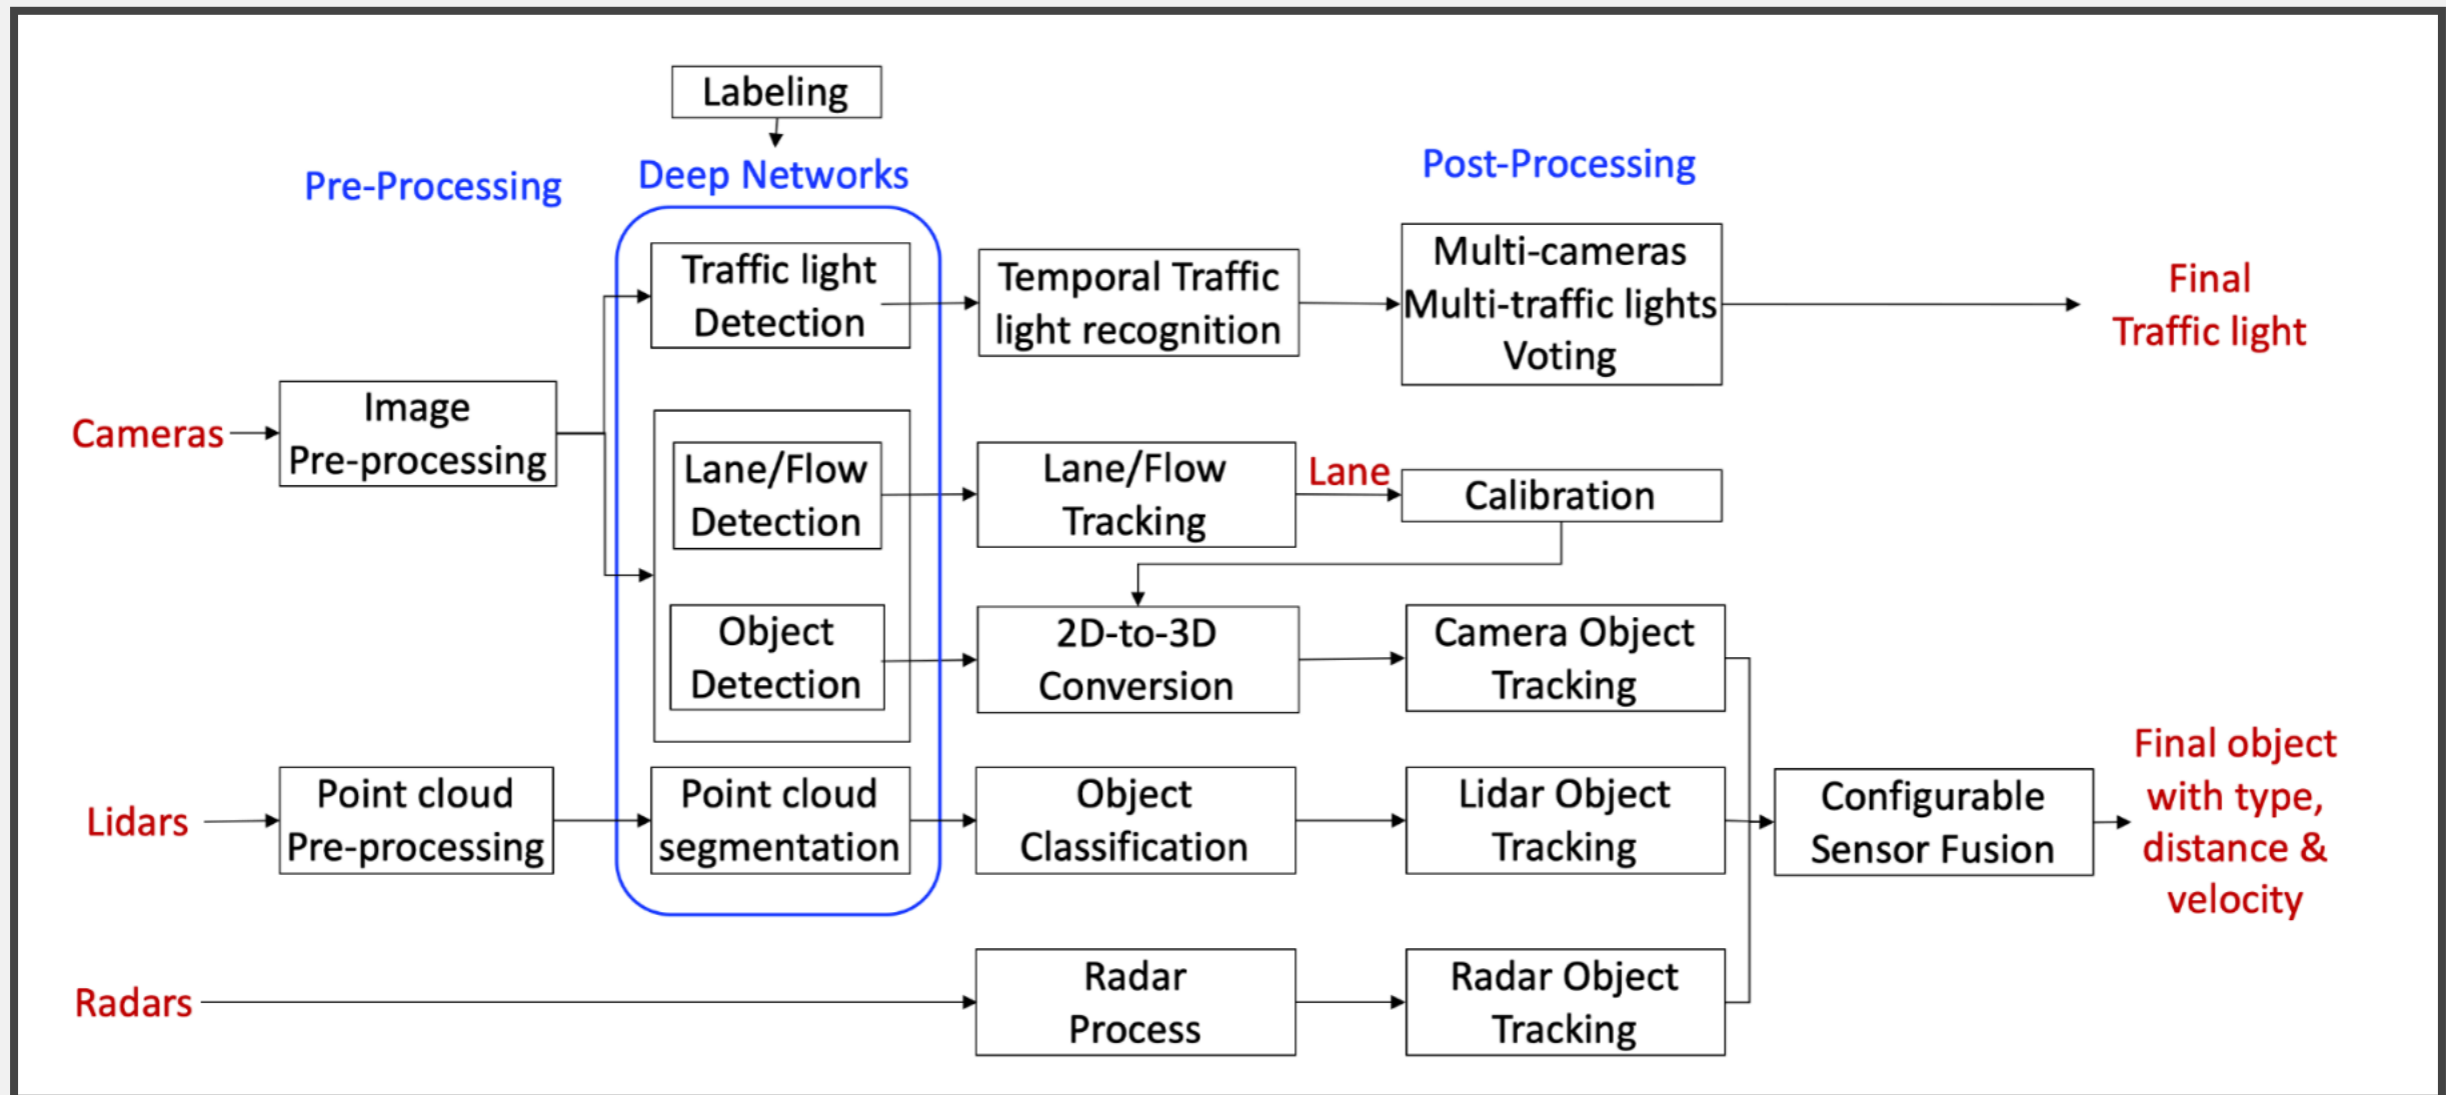 Labeling
Pre-Processing
Deep Networks
Post-Processing
Traffic light
Detection
Temporal Traffic
light recognition
Multi-cameras
Multi-traffic lights
Voting
Final
Traffic light
Cameras
Image
Pre-processing
Lane/Flow
Detection
Lane/Flow
Tracking
Lane
Calibration
Object
Detection
2D-to-3D
Conversion
Camera Object
Tracking
Lidars
Point cloud
Pre-processing
Point cloud
segmentation
Object
Classification
Lidar Object
Tracking
Configurable
Sensor Fusion
Final object
with type,
distance &
velocity
Radars
Radar
Process
Radar Object
Tracking